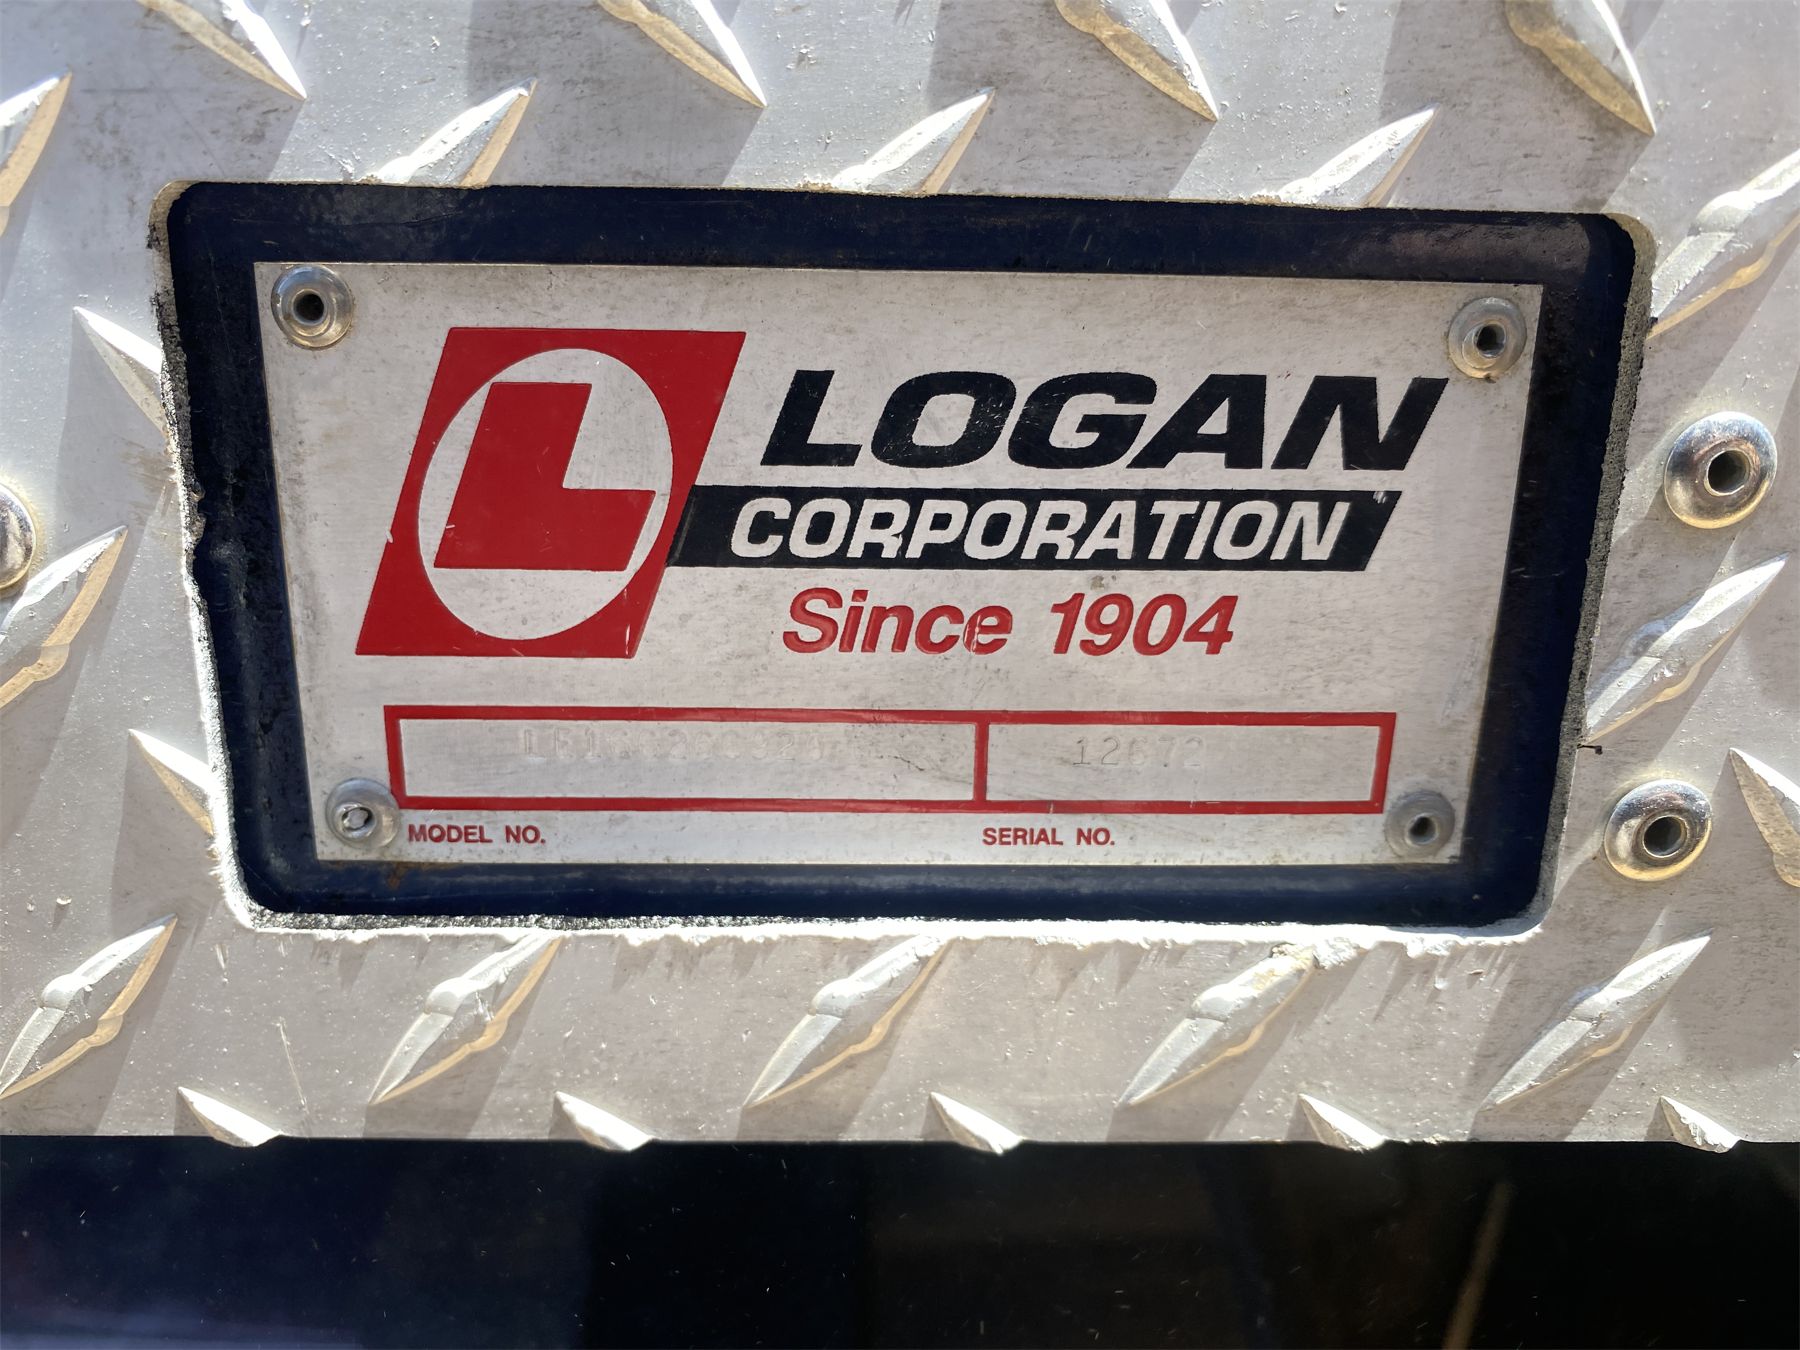 L
LOGAN
CORPORATION
Since 1904
12672
MODEL NO. SERIAL NO.